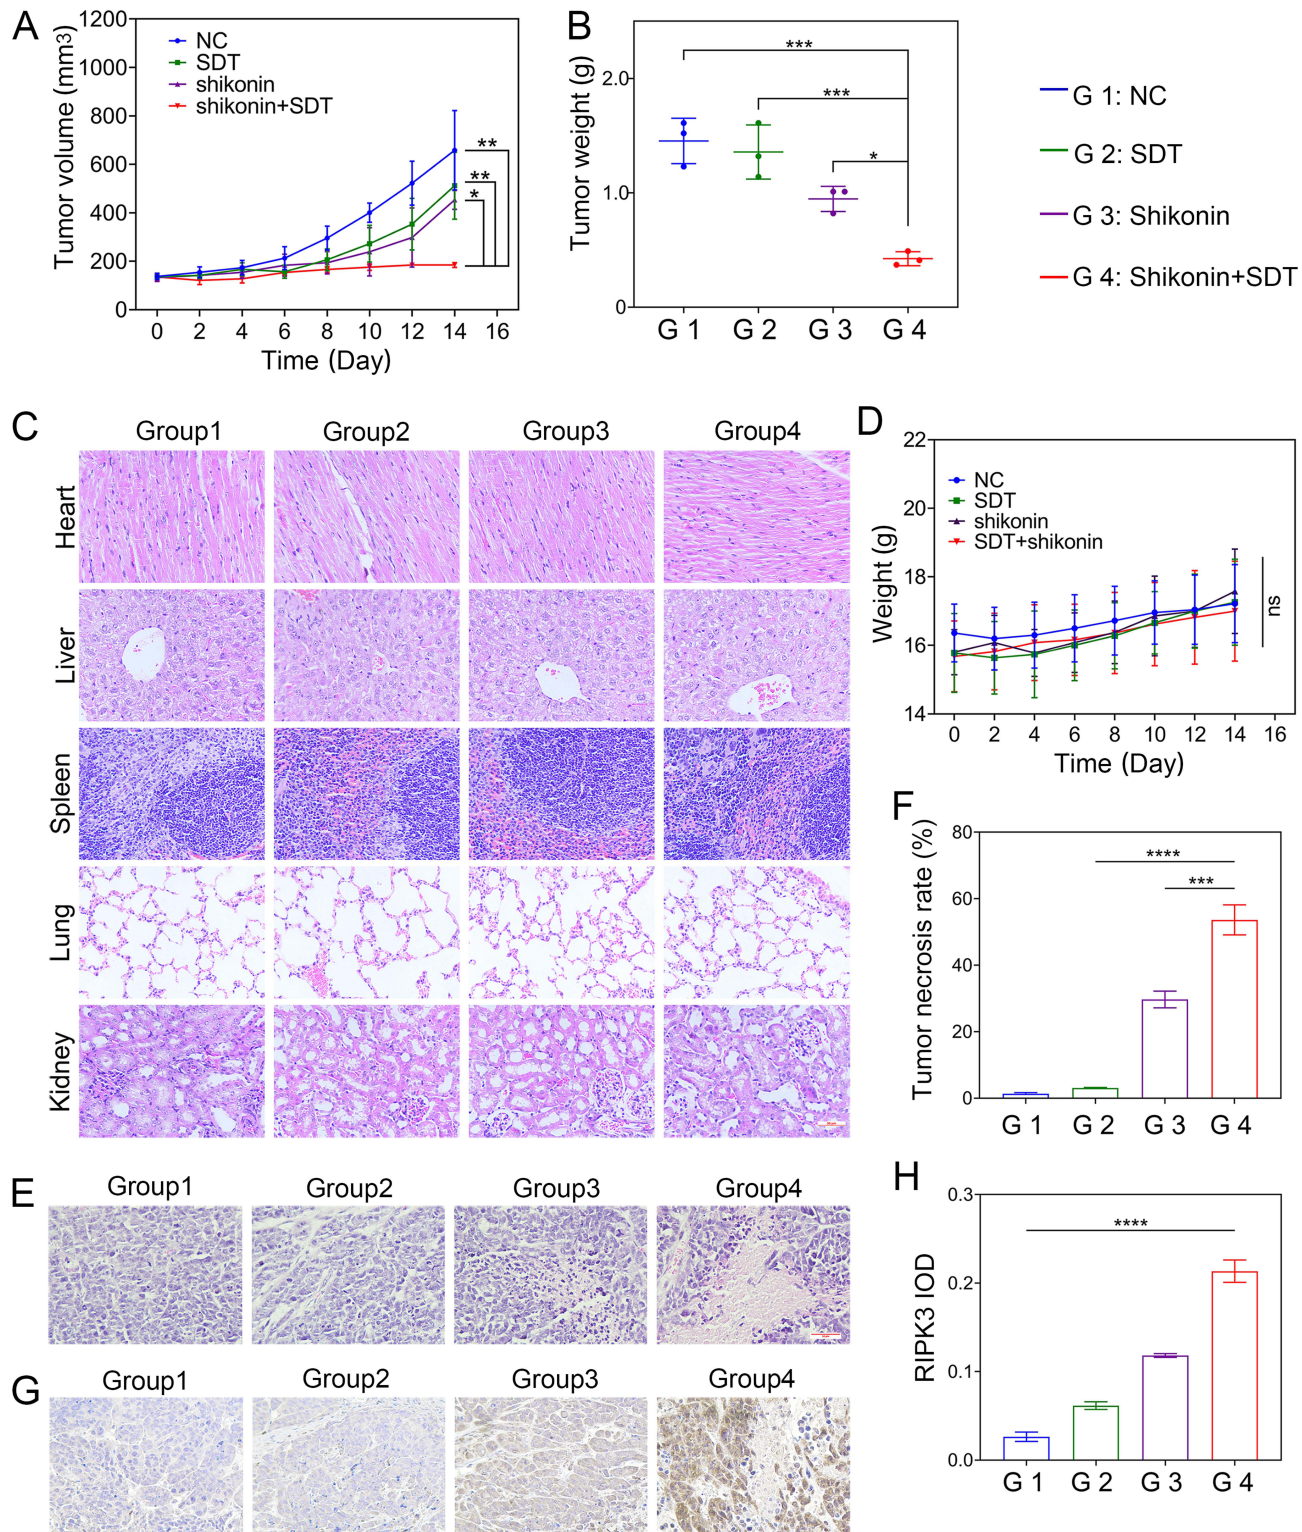 A
Tumor volume (mm3)
1200
1000
800
600
400
200
0
NC
SDT
shikonin
shikonin+SDT
**
**
*
0 2 4 6 8 10 12 14 16
Time (Day)
B
Tumor weight (g)
2.0
1.0
0
***
***
*
G 1 G 2 G 3 G 4
G 1: NC
G 2: SDT
G 3: Shikonin
G 4: Shikonin+SDT
C
Group1 Group2 Group3 Group4
Heart
Liver
Spleen
Lung
Kidney
D
Weight (g)
22
20
18
16
14
NC
SDT
shikonin
SDT+shikonin
ns
0 2 4 6 8 10 12 14 16
Time (Day)
F
Tumor necrosis rate (%)
80
60
40
20
0
****
***
G 1 G 2 G 3 G 4
E
Group1 Group2 Group3 Group4
H
RIPK3 IOD
0.3
0.2
0.1
0.0
****
G 1 G 2 G 3 G 4
G
Group1 Group2 Group3 Group4